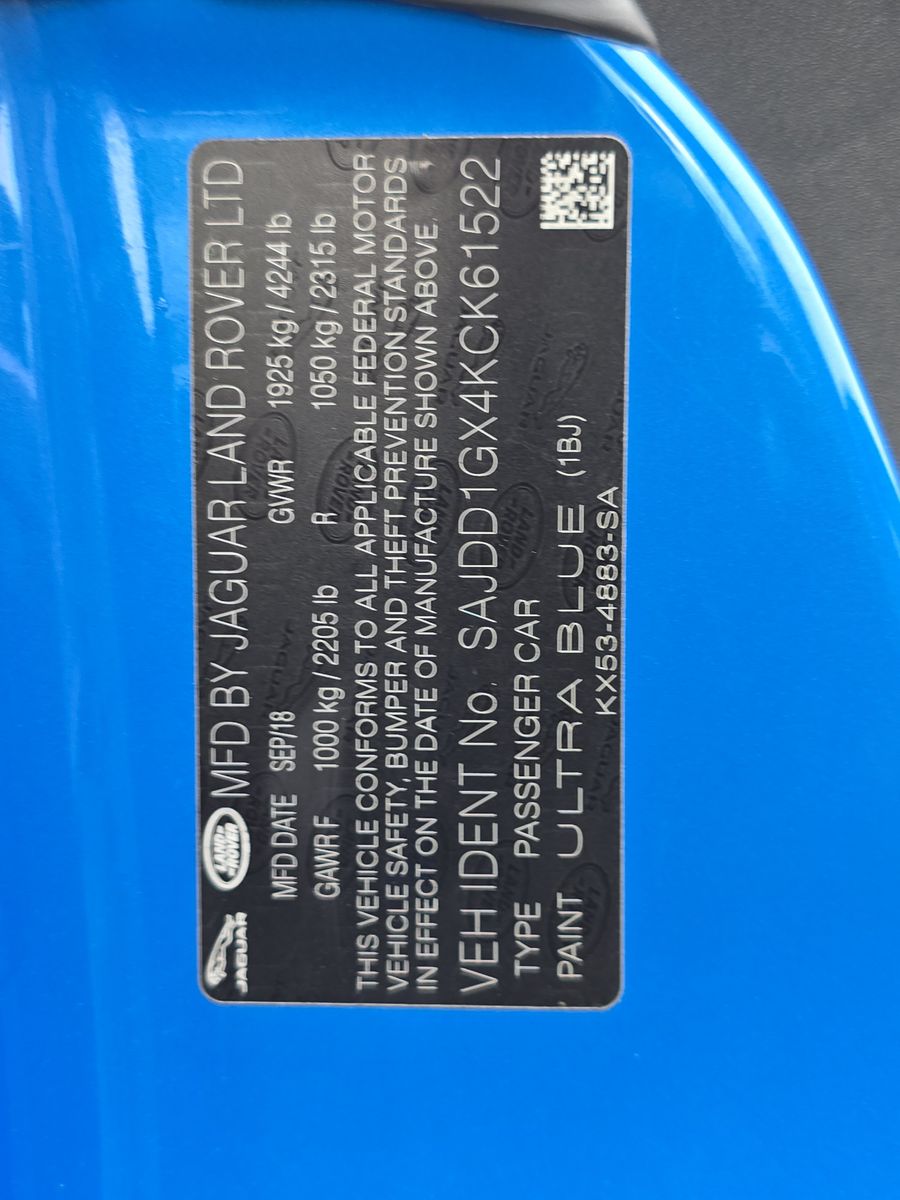 JAGUAR LAND ROVER MFD BY JAGUAR LAND ROVER LTD
MFD DATE SEP/18 GVWR 1925 kg / 4244 lb
GAWR F 1000 kg / 2205 lb R 1050 kg / 2315 lb
THIS VEHICLE CONFORMS TO ALL APPLICABLE FEDERAL MOTOR
VEHICLE SAFETY, BUMPER AND THEFT PREVENTION STANDARDS
IN EFFECT ON THE DATE OF MANUFACTURE SHOWN ABOVE.
VEH IDENT No. SAJDD1GX4KCK61522
TYPE PASSENGER CAR
PAINT ULTRA BLUE (1BJ)
KX53-4883-SA